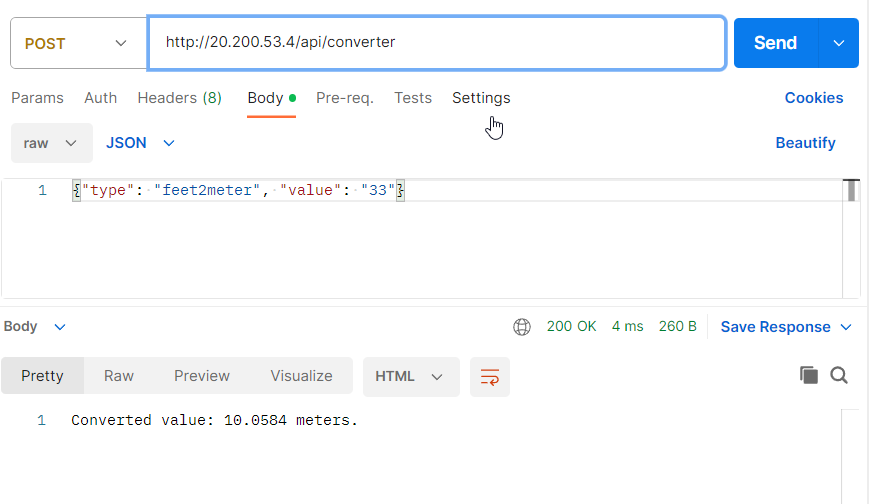 POST http://20.200.53.4/api/converter Send
Params Auth Headers (8) Body Pre-req. Tests Settings Cookies
raw JSON Beautify
1 {"type": "feet2meter", "value": "33"}
Body 200 OK 4 ms 260 B Save Response
Pretty Raw Preview Visualize HTML
1 Converted value: 10.0584 meters.